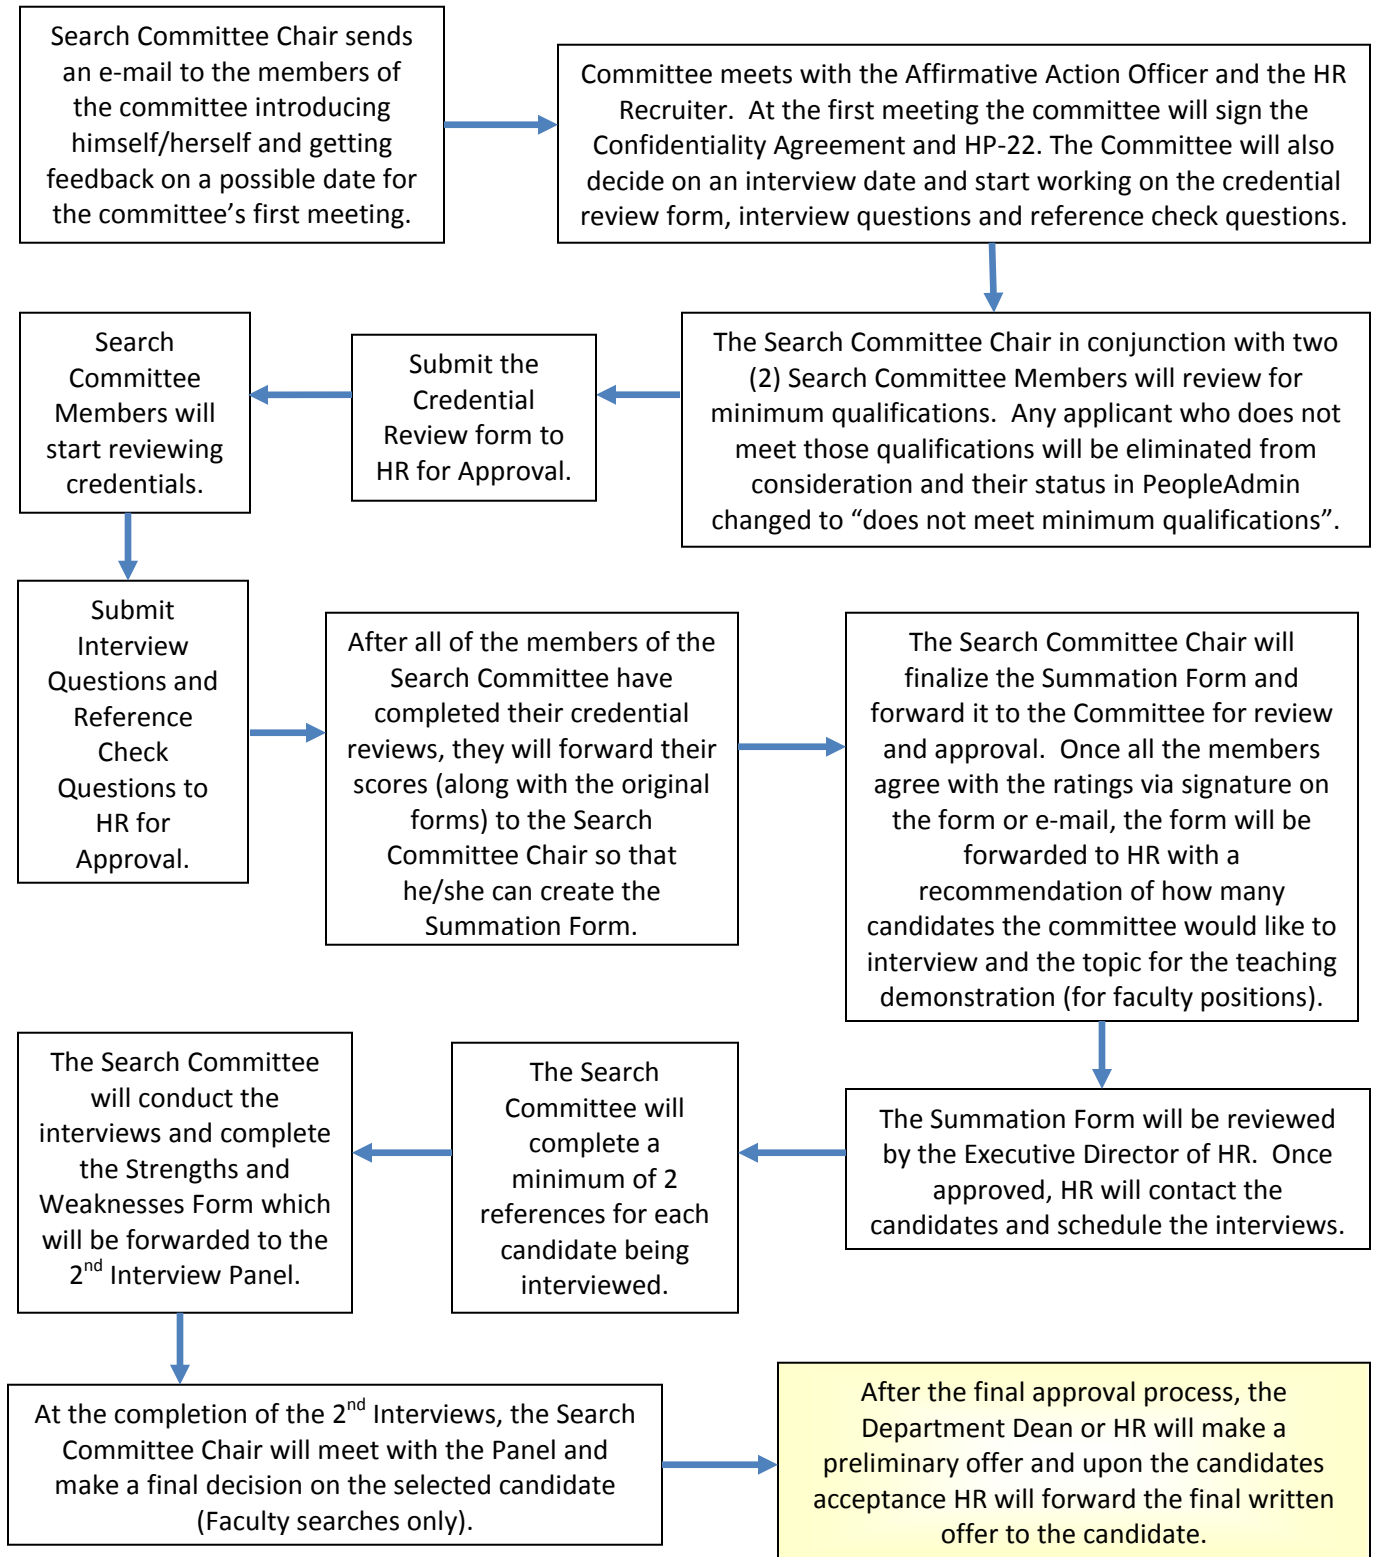 Search Committee Chair sends
an e-mail to the members of
the committee introducing
himself/herself and getting
feedback on a possible date for
the committee's first meeting.
Committee meets with the Affirmative Action Officer and the HR
Recruiter.  At the first meeting the committee will sign the
Confidentiality Agreement and HP-22. The Committee will also
decide on an interview date and start working on the credential
review form, interview questions and reference check questions.
The Search Committee Chair in conjunction with two
(2) Search Committee Members will review for
minimum qualifications.  Any applicant who does not
meet those qualifications will be eliminated from
consideration and their status in PeopleAdmin
changed to “does not meet minimum qualifications”.
Submit the
Credential
Review form to
HR for Approval.
Search
Committee
Members will
start reviewing
credentials.
Submit
Interview
Questions and
Reference
Check
Questions to
HR for
Approval.
After all of the members of the
Search Committee have
completed their credential
reviews, they will forward their
scores (along with the original
forms) to the Search
Committee Chair so that
he/she can create the
Summation Form.
The Search Committee Chair will
finalize the Summation Form and
forward it to the Committee for review
and approval.  Once all the members
agree with the ratings via signature on
the form or e-mail, the form will be
forwarded to HR with a
recommendation of how many
candidates the committee would like to
interview and the topic for the teaching
demonstration (for faculty positions).
The Summation Form will be reviewed
by the Executive Director of HR.  Once
approved, HR will contact the
candidates and schedule the interviews.
The Search
Committee will
complete a
minimum of 2
references for each
candidate being
interviewed.
The Search Committee
will conduct the
interviews and complete
the Strengths and
Weaknesses Form which
will be forwarded to the
2nd Interview Panel.
At the completion of the 2nd Interviews, the Search
Committee Chair will meet with the Panel and
make a final decision on the selected candidate
(Faculty searches only).
After the final approval process, the
Department Dean or HR will make a
preliminary offer and upon the candidates
acceptance HR will forward the final written
offer to the candidate.